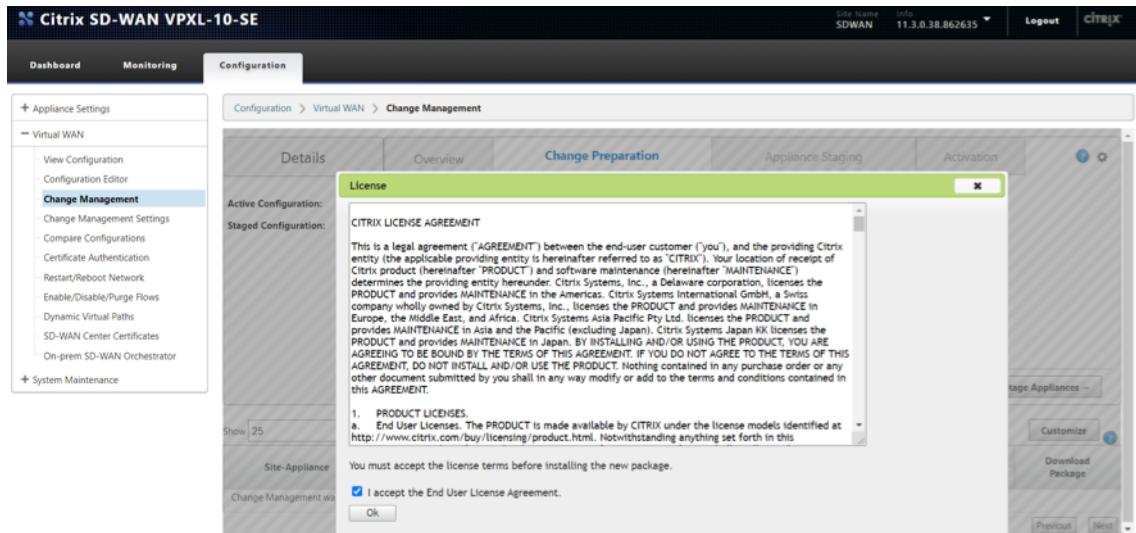 Citrix SD-WAN VPXL-10-SE
Site Name
SDWAN
Info
11.3.0.38.862635
Logout
CITRIX
Dashboard
Monitoring
Configuration
+ Appliance Settings
− Virtual WAN
View Configuration
Configuration Editor
Change Management
Change Management Settings
Compare Configurations
Certificate Authentication
Restart/Reboot Network
Enable/Disable/Purge Flows
Dynamic Virtual Paths
SD-WAN Center Certificates
On-prem SD-WAN Orchestrator
+ System Maintenance
Configuration > Virtual WAN > Change Management
Details
Overview
Change Preparation
Appliance Staging
Activation
Active Configuration:
Staged Configuration:
License
CITRIX LICENSE AGREEMENT
This is a legal agreement ("AGREEMENT") between the end-user customer ("you"), and the providing Citrix
entity (the applicable providing entity is hereinafter referred to as "CITRIX"). Your location of receipt of
Citrix product (hereinafter "PRODUCT") and software maintenance (hereinafter "MAINTENANCE")
determines the providing entity hereunder. Citrix Systems, Inc., a Delaware corporation, licenses the
PRODUCT and provides MAINTENANCE in the Americas. Citrix Systems International GmbH, a Swiss
company wholly owned by Citrix Systems, Inc., licenses the PRODUCT and provides MAINTENANCE in
Europe, the Middle East, and Africa. Citrix Systems Asia Pacific Pty Ltd. licenses the PRODUCT and
provides MAINTENANCE in Asia and the Pacific (excluding Japan). Citrix Systems Japan KK licenses the
PRODUCT and provides MAINTENANCE in Japan. BY INSTALLING AND/OR USING THE PRODUCT, YOU ARE
AGREEING TO BE BOUND BY THE TERMS OF THIS AGREEMENT. IF YOU DO NOT AGREE TO THE TERMS OF THIS
AGREEMENT, DO NOT INSTALL AND/OR USE THE PRODUCT. Nothing contained in any purchase order or any
other document submitted by you shall in any way modify or add to the terms and conditions contained in
this AGREEMENT.
1. PRODUCT LICENSES.
a. End User Licenses. The PRODUCT is made available by CITRIX under the license models identified at
http://www.citrix.com/buy/licensing/product.html. Notwithstanding anything set forth in this
You must accept the license terms before installing the new package.
I accept the End User License Agreement.
Ok
tage Appliances
Show 25
Customize
Site-Appliance
Download
Package
Change Management wa
Previous
Next